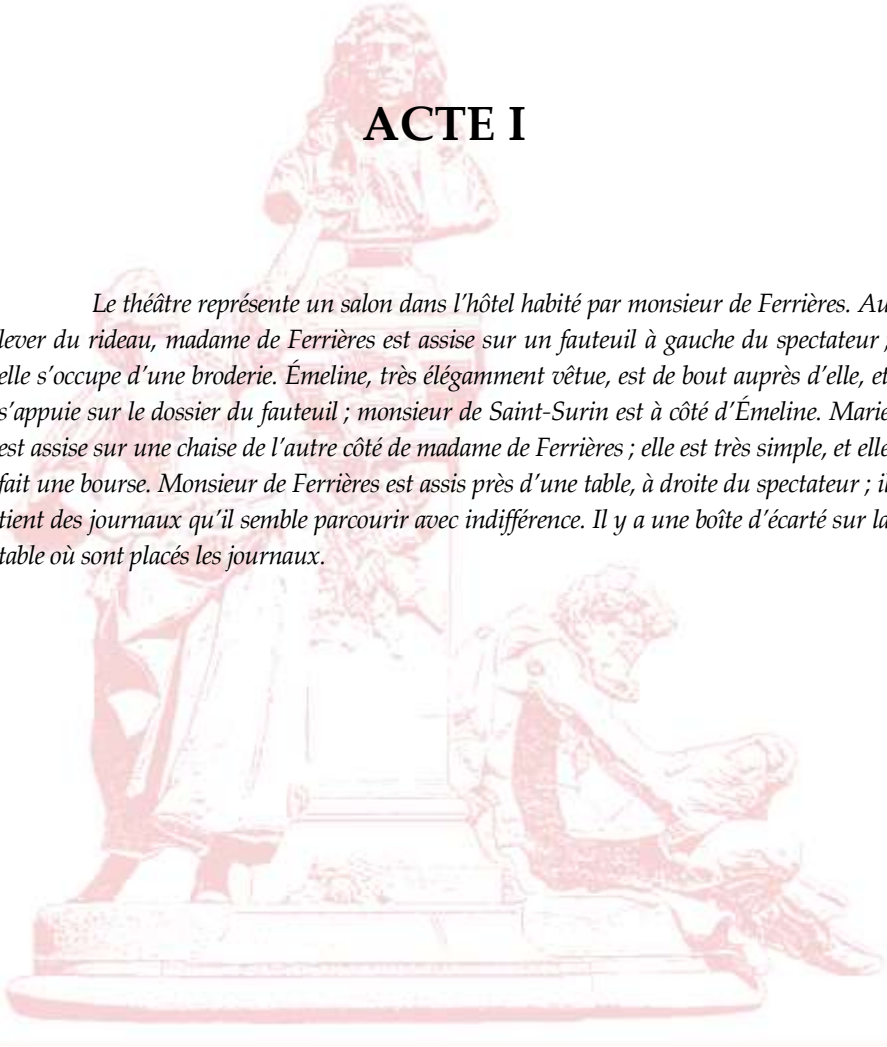 ACTE I
Le théâtre représente un salon dans l’hôtel habité par monsieur de Ferrières. Au
lever du rideau, madame de Ferrières est assise sur un fauteuil à gauche du spectateur ;
elle s’occupe d’une broderie. Émeline, très élégamment vêtue, est de bout auprès d’elle, et
s’appuie sur le dossier du fauteuil ; monsieur de Saint-Surin est à côté d’Émeline. Marie
est assise sur une chaise de l’autre côté de madame de Ferrières ; elle est très simple, et elle
fait une bourse. Monsieur de Ferrières est assis près d’une table, à droite du spectateur ; il
tient des journaux qu’il semble parcourir avec indifférence. Il y a une boîte d’écarté sur la
table où sont placés les journaux.